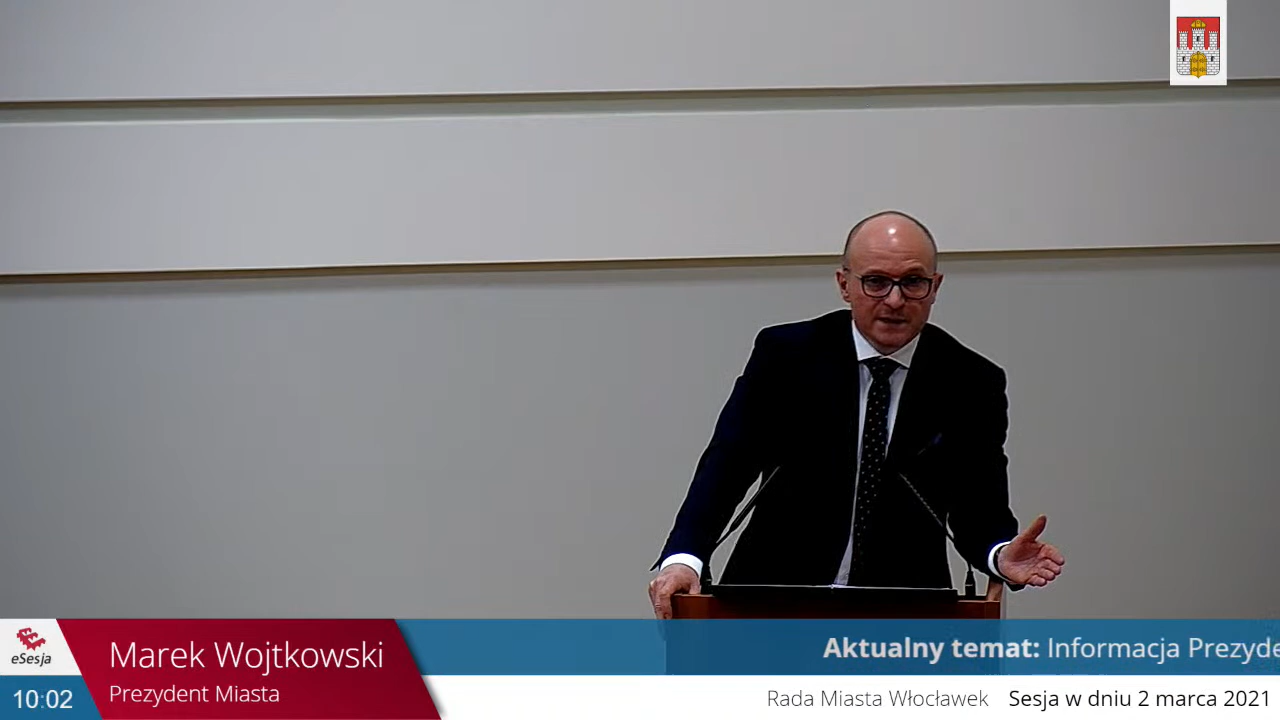 eSesja
10:02
Marek Wojtkowski
Prezydent Miasta
Aktualny temat: Informacja Prezyde
Rada Miasta Włocławek Sesja w dniu 2 marca 2021